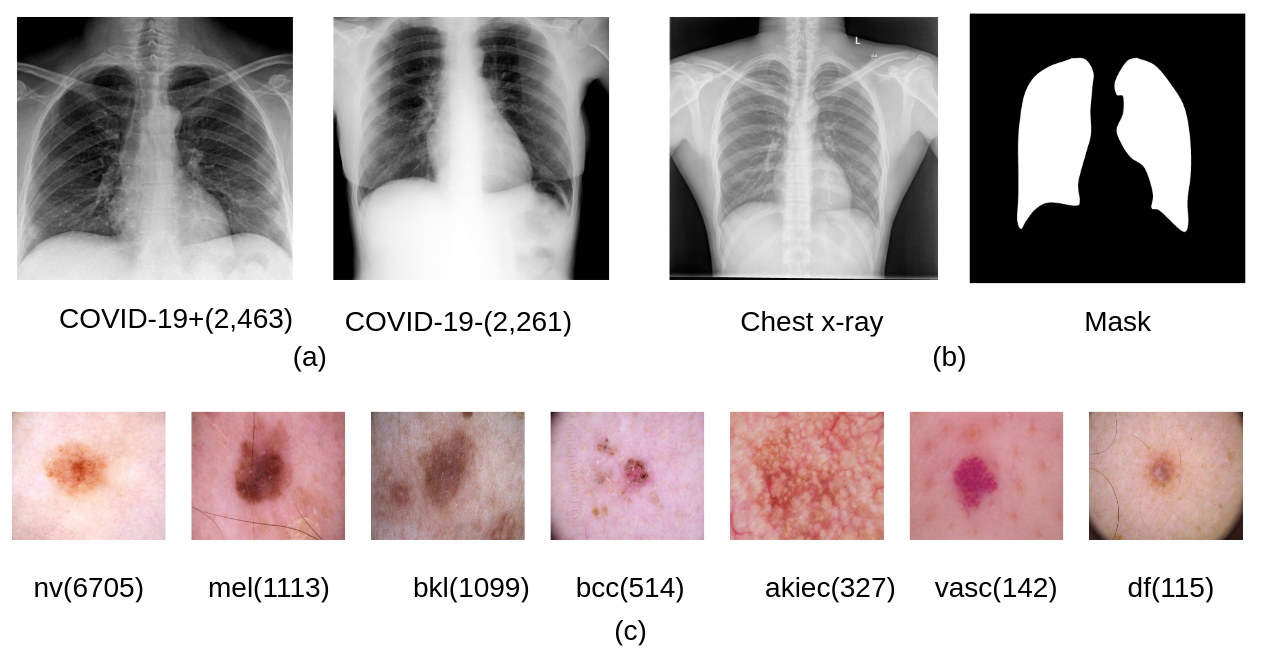 L
COVID-19+(2,463)
COVID-19-(2,261)
Chest x-ray
Mask
(a)
(b)
nv(6705)
mel(1113)
bkl(1099)
bcc(514)
akiec(327)
vasc(142)
df(115)
(c)